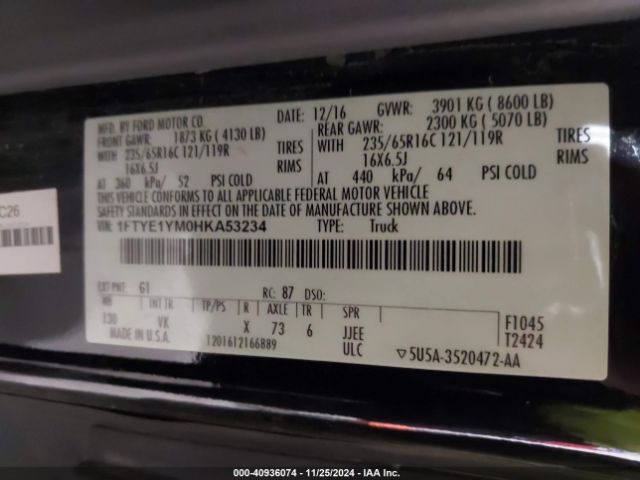 MFD. BY FORD MOTOR CO.
DATE: 12/16 GVWR: 3901 KG ( 8600 LB)
FRONT GAWR: 1873 KG ( 4130 LB)
REAR GAWR: 2300 KG ( 5070 LB)
WITH 235/65R16C 121/119R TIRES
WITH 235/65R16C 121/119R TIRES
16X6.5J RIMS
16X6.5J RIMS
AT 360 kPa/ 52 PSI COLD
AT 440 kPa/ 64 PSI COLD
THIS VEHICLE CONFORMS TO ALL APPLICABLE FEDERAL MOTOR VEHICLE
SAFETY STANDARDS IN EFFECT ON THE DATE OF MANUFACTURE SHOWN ABOVE.
VIN: 1FTYE1YM0HKA53234 TYPE: Truck
C26
EXT PNT: G1 RC: 87 DSO:
WB INT TR TP/PS R AXLE TR SPR
130 VK X 73 6 JJEE
F1045
T2424
MADE IN U.S.A. 1201612166889 ULC ▽5U5A-3520472-AA
000-40936074 - 11/25/2024 - IAA Inc.